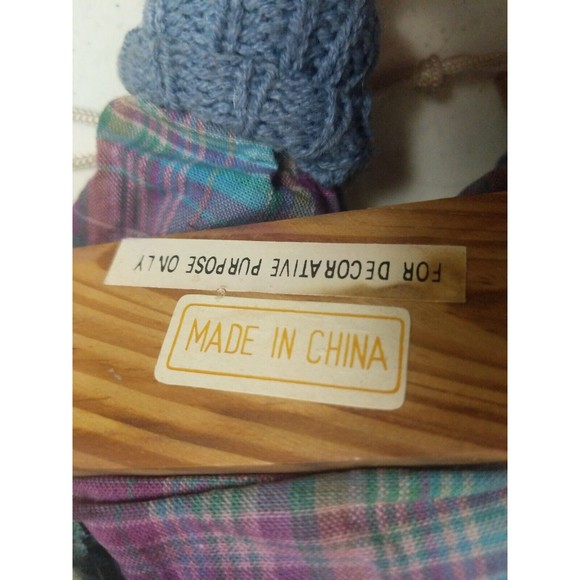 FOR DECORATIVE PURPOSE ONLY
MADE IN CHINA